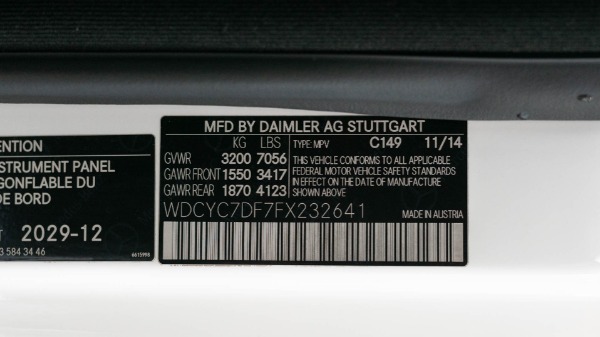 ENTION
STRUMENT PANEL
GONFLABLE DU
DE BORD
T 2029-12
3 584 34 46
6615998
MFD BY DAIMLER AG STUTTGART
KG LBS TYPE: MPV C149 11/14
GVWR 3200 7056
GAWR FRONT 1550 3417
GAWR REAR 1870 4123
THIS VEHICLE CONFORMS TO ALL APPLICABLE
FEDERAL MOTOR VEHICLE SAFETY STANDARDS
IN EFFECT ON THE DATE OF MANUFACTURE
SHOWN ABOVE
WDCYC7DF7FX232641 MADE IN AUSTRIA